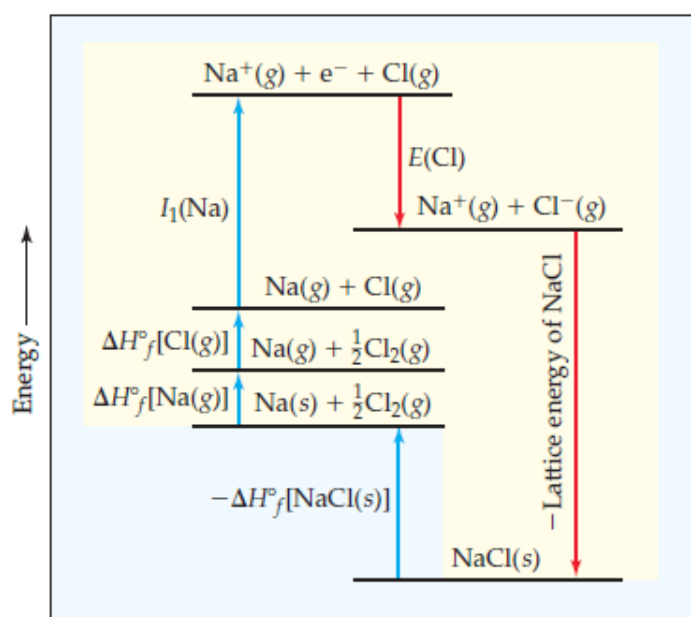 Na⁺(g) + e⁻ + Cl(g)
E(Cl)
I₁(Na)
Na⁺(g) + Cl⁻(g)
Na(g) + Cl(g)
ΔH°f[Cl(g)]
Na(g) + ½Cl₂(g)
ΔH°f[Na(g)]
Na(s) + ½Cl₂(g)
−ΔH°f[NaCl(s)]
−Lattice energy of NaCl
NaCl(s)
Energy